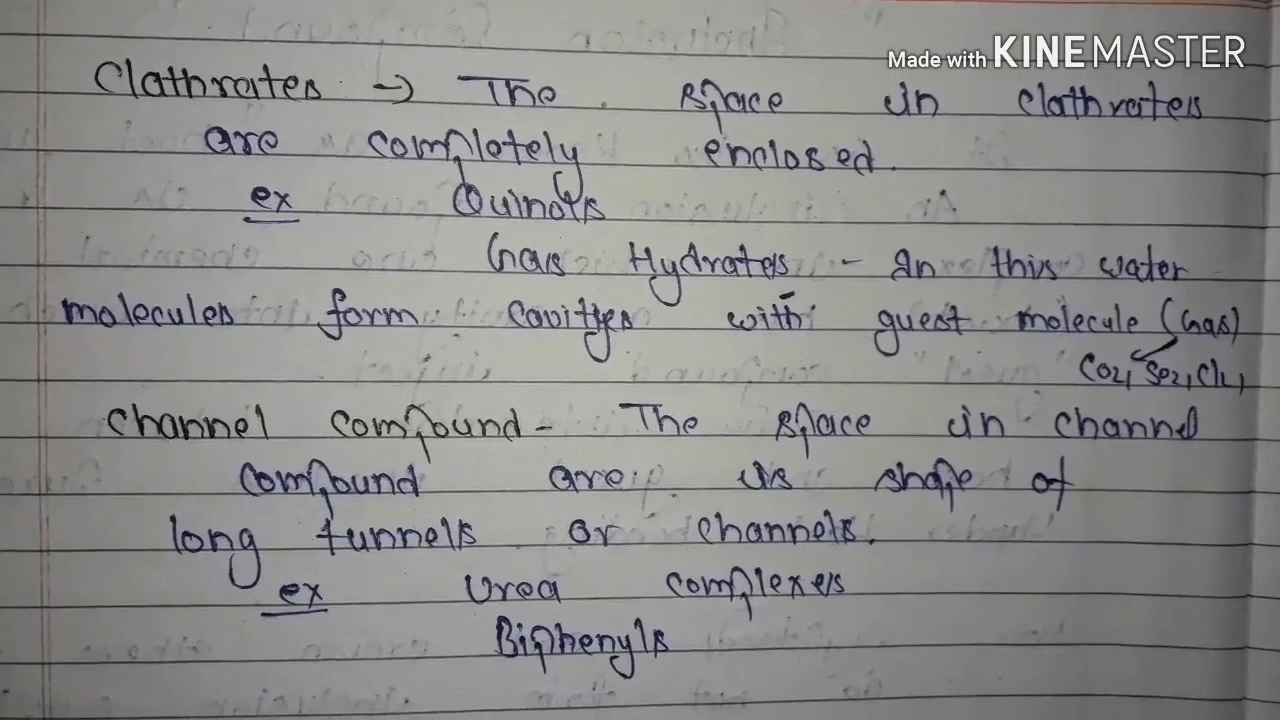 Made with KINEMASTER
Clathrates → The space in clathrates
are completely enclosed.
ex Quinols
Gas Hydrates - In this water
molecules form cavityes with guest molecule (Gas)
CO2, SO2, Cl2,
Channel compound - The space in channel
compound are is shape of
long tunnels or channels.
ex Urea complexes
Biphenyls